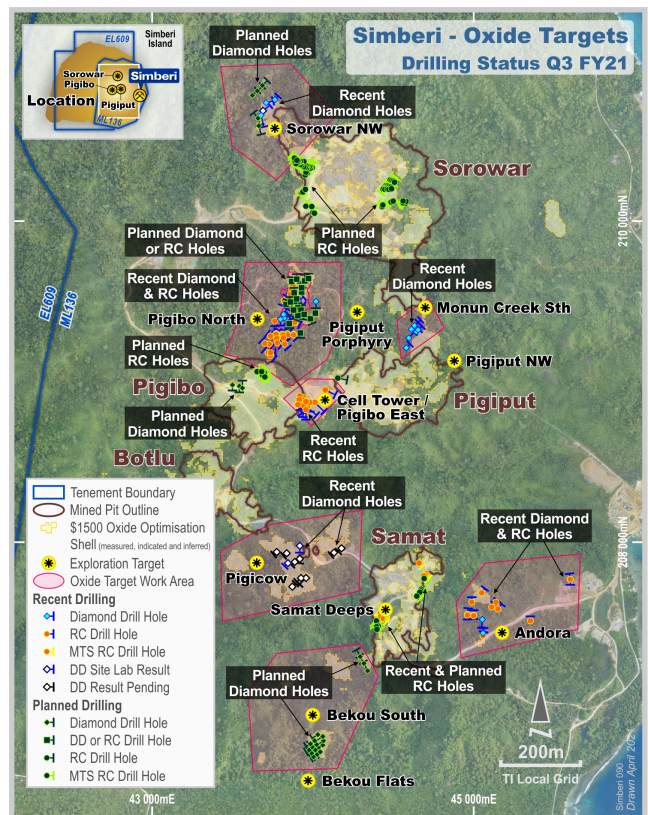 Simberi - Oxide Targets
Drilling Status Q3 FY21
EL609
Simberi
Island
Sorowar
Pigibo
Simberi
Location
Pigiput
ML136
Planned
Diamond Holes
Recent
Diamond Holes
Sorowar NW
Sorowar
210 000mN
Planned Diamond
or RC Holes
Planned
RC Holes
Recent Diamond
& RC Holes
Recent
Diamond Holes
EL609
ML136
Pigibo North
Pigiput
Porphyry
Monun Creek Sth
Planned
RC Holes
Pigiput NW
Pigibo
Cell Tower /
Pigibo East
Pigiput
Planned
Diamond Holes
Recent
RC Holes
Botlu
Recent
Diamond Holes
Samat
Recent Diamond
& RC Holes
208 000mN
Pigicow
Samat Deeps
Andora
Planned
Diamond Holes
Recent & Planned
RC Holes
Bekou South
Bekou Flats
Tenement Boundary
Mined Pit Outline
$1500 Oxide Optimisation
Shell (measured, indicated and inferred)
Exploration Target
Oxide Target Work Area
Recent Drilling
Diamond Drill Hole
RC Drill Hole
MTS RC Drill Hole
DD Site Lab Result
DD Result Pending
Planned Drilling
Diamond Drill Hole
DD or RC Drill Hole
RC Drill Hole
MTS RC Drill Hole
N
200m
TI Local Grid
Simberi 090
Drawn April 202
43 000mE
45 000mE